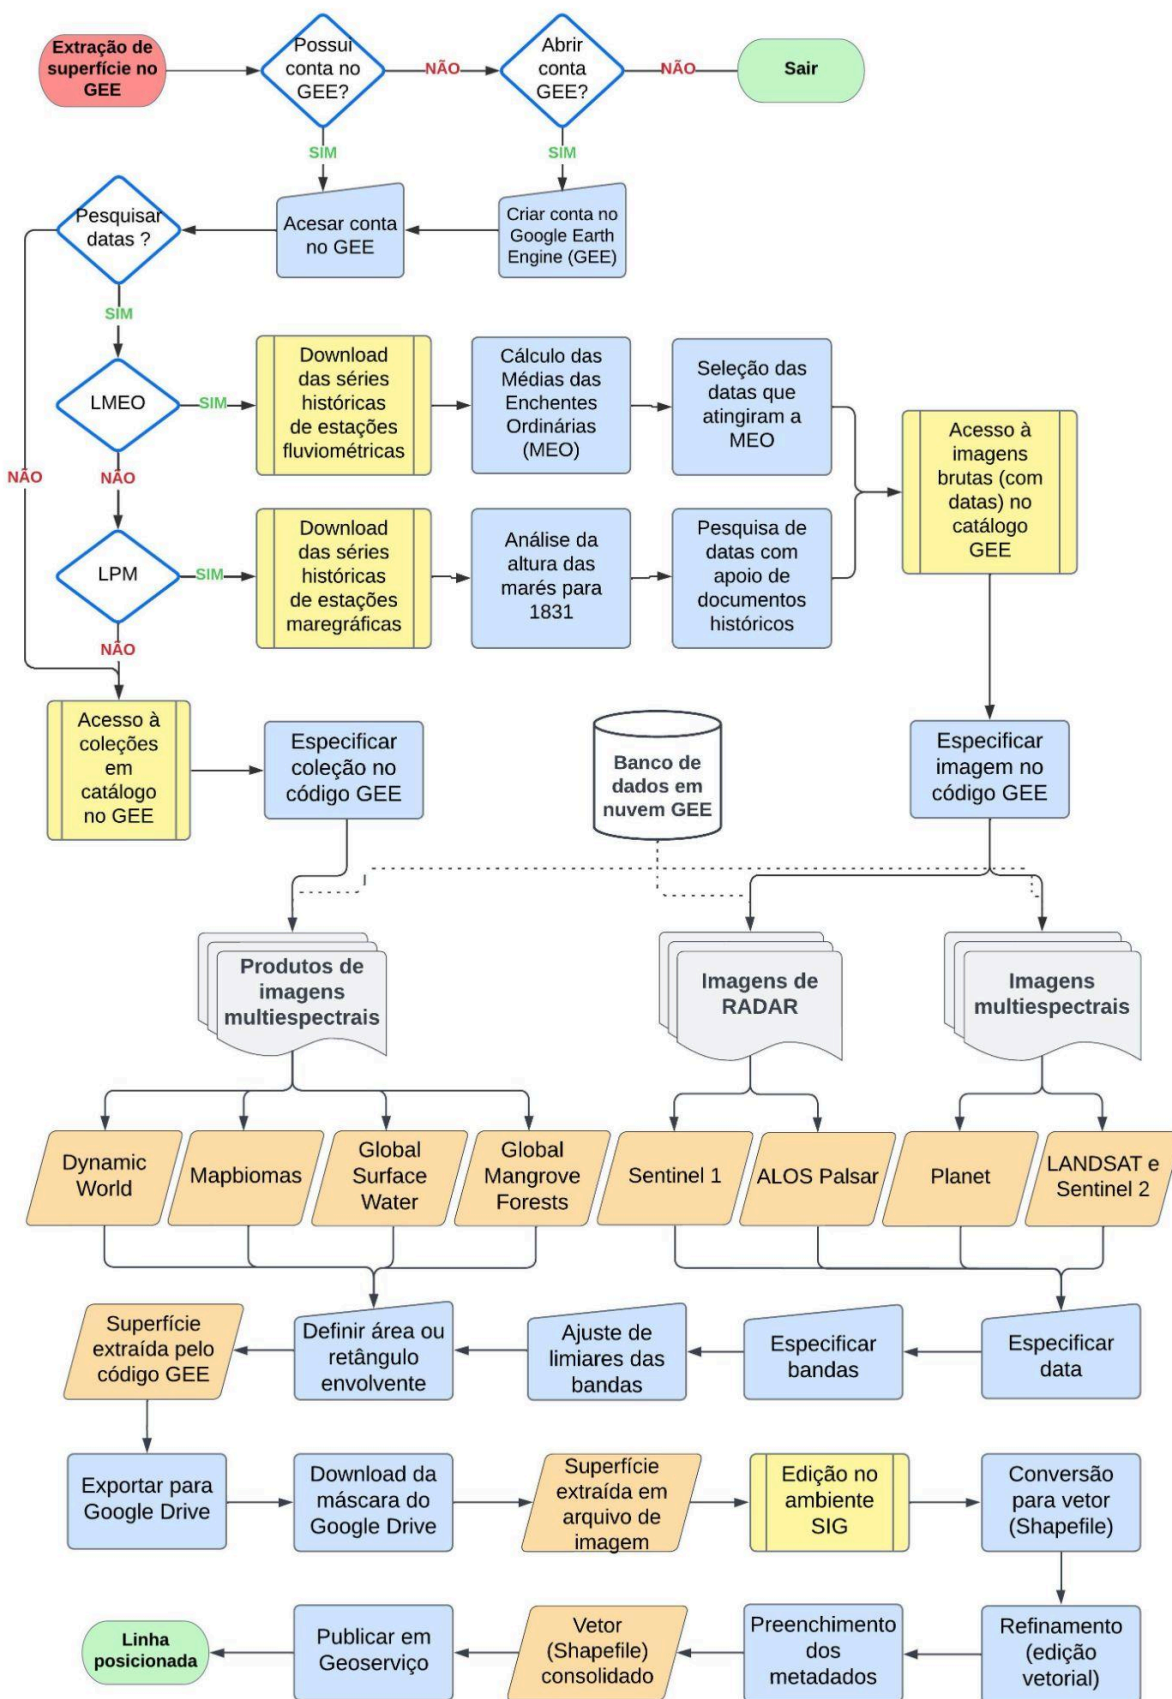 Extração de
superfície no
GEE
Possui
conta no
GEE?
NÃO
Abrir
conta
GEE?
NÃO
Sair
SIM
SIM
Pesquisar
datas ?
Acesar conta
no GEE
Criar conta no
Google Earth
Engine (GEE)
SIM
LMEO
SIM
Download
das séries
históricas
de estações
fluviométricas
Cálculo das
Médias das
Enchentes
Ordinárias
(MEO)
Seleção das
datas que
atingiram a
MEO
Acesso à
imagens
brutas (com
datas) no
catálogo
GEE
NÃO
NÃO
LPM
SIM
Download
das séries
históricas
de estações
maregráficas
Análise da
altura das
marés para
1831
Pesquisa de
datas com
apoio de
documentos
históricos
NÃO
Acesso à
coleções
em
catálogo
no GEE
Especificar
coleção no
código GEE
Banco de
dados em
nuvem GEE
Especificar
imagem no
código GEE
Produtos de
imagens
multiespectrais
Imagens de
RADAR
Imagens
multiespectrais
Dynamic
World
Mapbiomas
Global
Surface
Water
Global
Mangrove
Forests
Sentinel 1
ALOS Palsar
Planet
LANDSAT e
Sentinel 2
Superfície
extraída pelo
código GEE
Definir área ou
retângulo
envolvente
Ajuste de
limiares das
bandas
Especificar
bandas
Especificar
data
Exportar para
Google Drive
Download da
máscara do
Google Drive
Superfície
extraída em
arquivo de
imagem
Edição no
ambiente
SIG
Conversão
para vetor
(Shapefile)
Linha
posicionada
Publicar em
Geoserviço
Vetor
(Shapefile)
consolidado
Preenchimento
dos
metadados
Refinamento
(edição
vetorial)